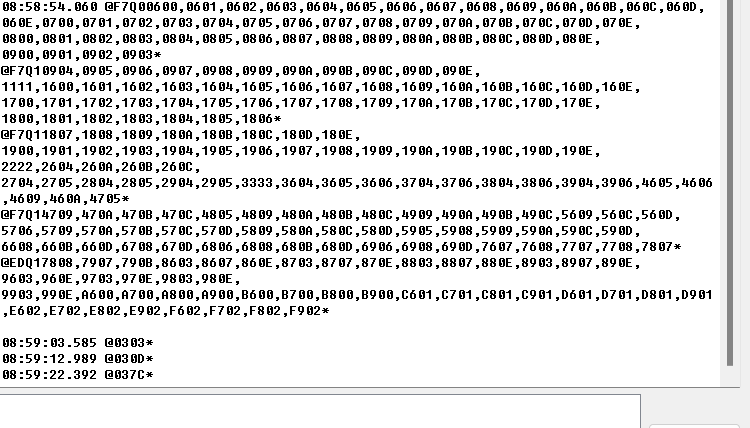 08:58:54.060 @F7Q00600,0601,0602,0603,0604,0605,0606,0607,0608,0609,060A,060B,060C,060D,
060E,0700,0701,0702,0703,0704,0705,0706,0707,0708,0709,070A,070B,070C,070D,070E,
0800,0801,0802,0803,0804,0805,0806,0807,0808,0809,080A,080B,080C,080D,080E,
0900,0901,0902,0903*
@F7Q10904,0905,0906,0907,0908,0909,090A,090B,090C,090D,090E,
1111,1600,1601,1602,1603,1604,1605,1606,1607,1608,1609,160A,160B,160C,160D,160E,
1700,1701,1702,1703,1704,1705,1706,1707,1708,1709,170A,170B,170C,170D,170E,
1800,1801,1802,1803,1804,1805,1806*
@F7Q11807,1808,1809,180A,180B,180C,180D,180E,
1900,1901,1902,1903,1904,1905,1906,1907,1908,1909,190A,190B,190C,190D,190E,
2222,2604,260A,260B,260C,
2704,2705,2804,2805,2904,2905,3333,3604,3605,3606,3704,3706,3804,3806,3904,3906,4605,4606
,4609,460A,4705*
@F7Q14709,470A,470B,470C,4805,4809,480A,480B,480C,4909,490A,490B,490C,5609,560C,560D,
5706,5709,570A,570B,570C,570D,5809,580A,580C,580D,5905,5908,5909,590A,590C,590D,
6608,660B,660D,6708,670D,6806,6808,680B,680D,6906,6908,690D,7607,7608,7707,7708,7807*
@EDQ17808,7907,790B,8603,8607,860E,8703,8707,870E,8803,8807,880E,8903,8907,890E,
9603,960E,9703,970E,9803,980E,
9903,990E,A600,A700,A800,A900,B600,B700,B800,B900,C601,C701,C801,C901,D601,D701,D801,D901
,E602,E702,E802,E902,F602,F702,F802,F902*
08:59:03.585 @0303*
08:59:12.989 @030D*
08:59:22.392 @037C*